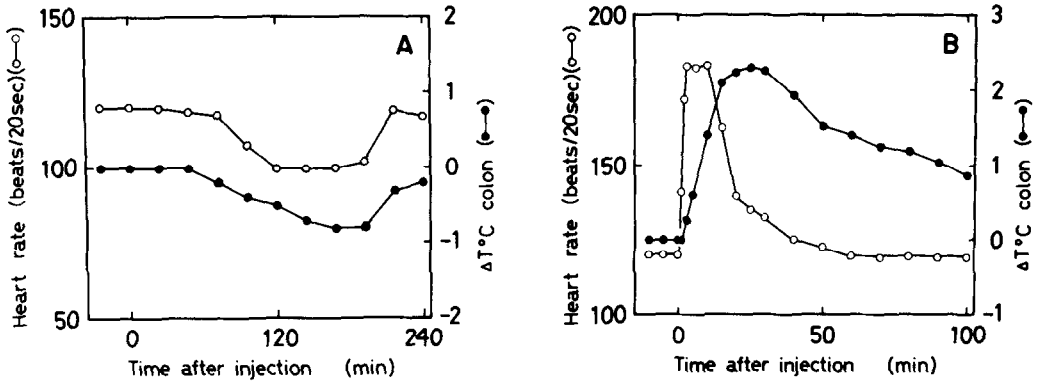 A
Heart rate (beats/20sec)(o—o)
150
100
50
2
1
0
-1
-2
ΔT°C colon (●—●)
0
120
240
Time after injection (min)
B
Heart rate (beats/20sec)(o—o)
200
150
100
3
2
1
0
-1
ΔT°C colon (●—●)
0
50
100
Time after injection (min)